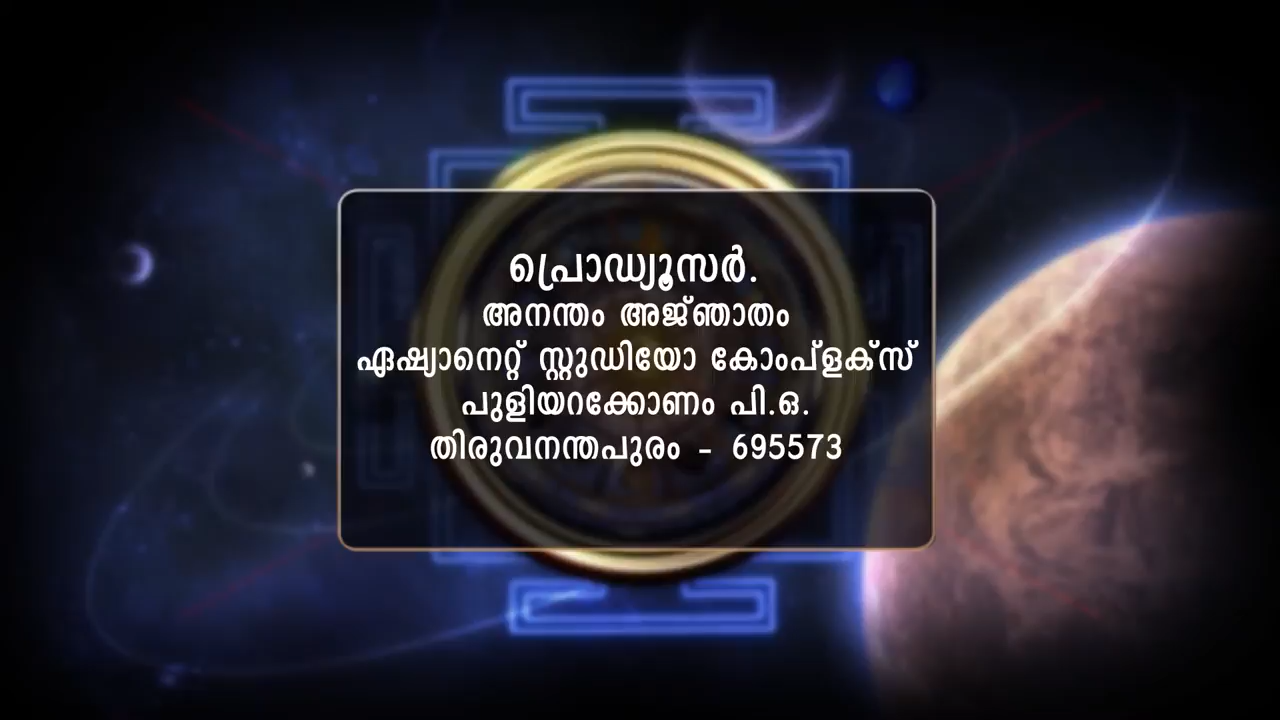 പ്രൊഡ്യൂസർ.
അനന്തം അജ്ഞാതം
ഏഷ്യാനെറ്റ് സ്റ്റുഡിയോ കോംപ്ളക്സ്
പുളിയറക്കോണം പി.ഒ.
തിരുവനന്തപുരം - 695573